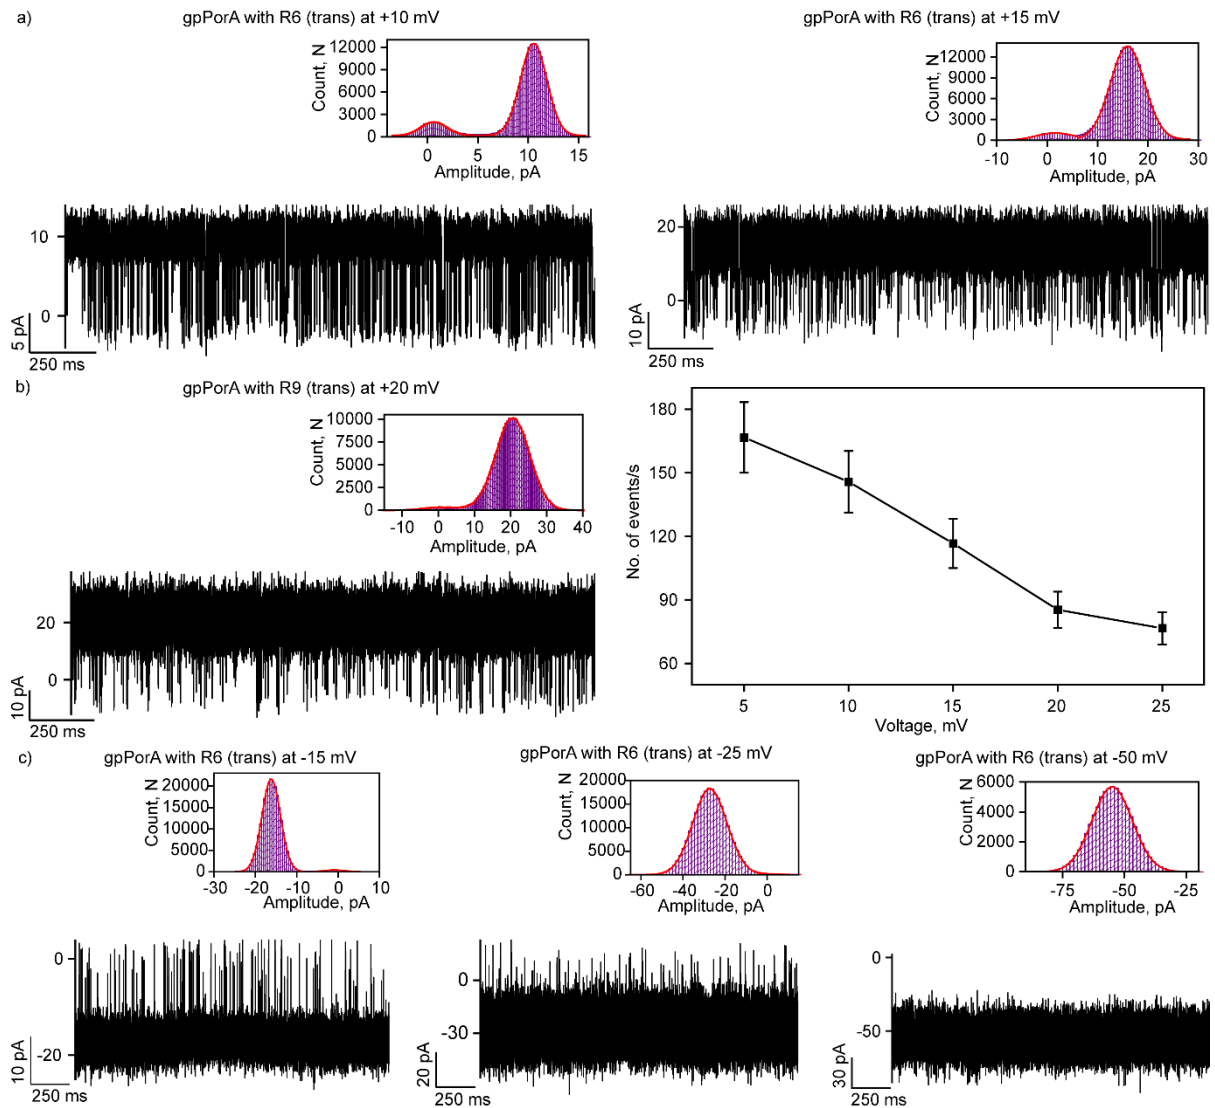 a)
gpPorA with R6 (trans) at +10 mV
Count, N
12000
9000
6000
3000
0
0
5
10
15
Amplitude, pA
10
0
5 pA
250 ms
gpPorA with R6 (trans) at +15 mV
Count, N
12000
9000
6000
3000
0
-10
0
10
20
30
Amplitude, pA
20
0
10 pA
250 ms
b)
gpPorA with R9 (trans) at +20 mV
Count, N
10000
7500
5000
2500
0
-10
0
10
20
30
40
Amplitude, pA
20
0
10 pA
250 ms
No. of events/s
180
150
120
90
60
5
10
15
20
25
Voltage, mV
c)
gpPorA with R6 (trans) at -15 mV
Count, N
20000
15000
10000
5000
0
-30
-20
-10
0
10
Amplitude, pA
0
-20
10 pA
250 ms
gpPorA with R6 (trans) at -25 mV
Count, N
20000
15000
10000
5000
0
-60
-40
-20
0
Amplitude, pA
0
-30
20 pA
250 ms
gpPorA with R6 (trans) at -50 mV
Count, N
6000
4000
2000
0
-75
-50
-25
Amplitude, pA
0
-50
30 pA
250 ms